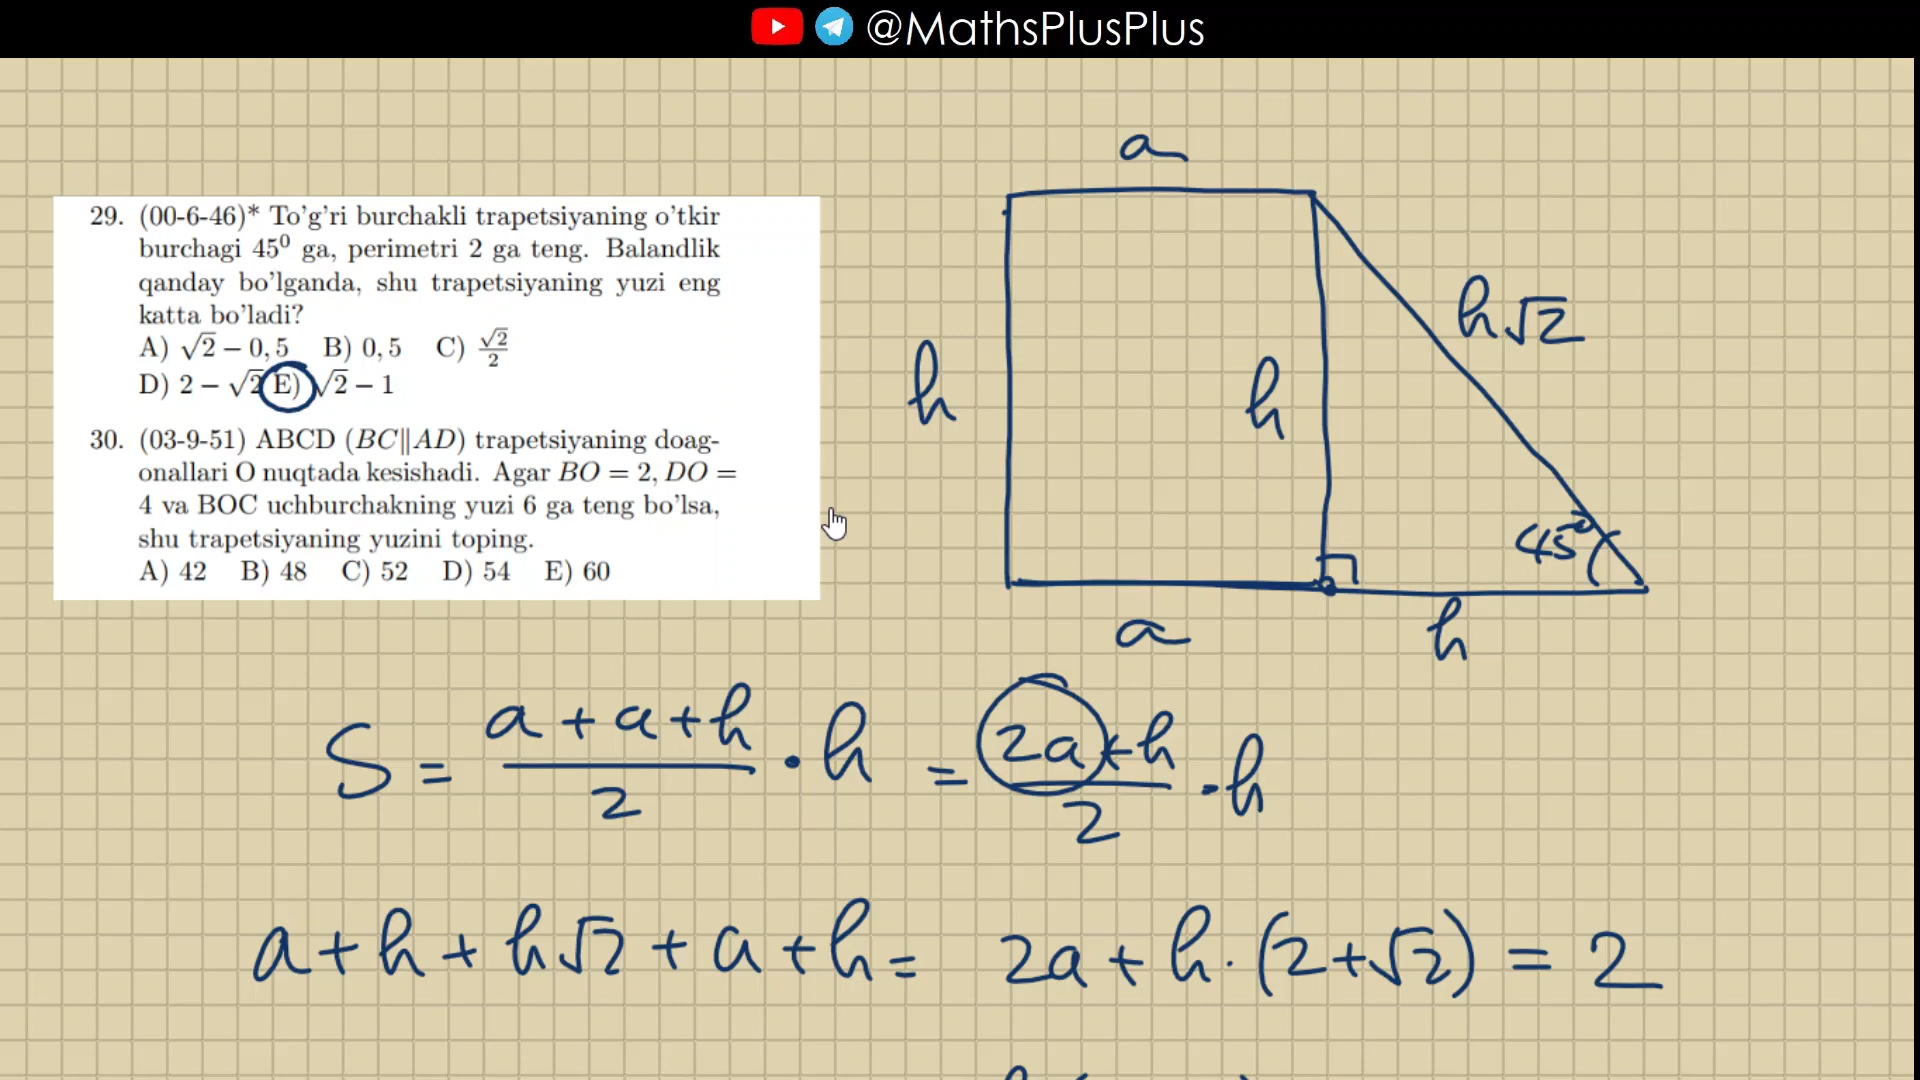 @MathsPlusPlus
29. (00-6-46)* To’g’ri burchakli trapetsiyaning o’tkir
burchagi 45⁰ ga, perimetri 2 ga teng. Balandlik
qanday bo’lganda, shu trapetsiyaning yuzi eng
katta bo’ladi?
A) √2 − 0, 5 B) 0, 5 C) √2/2
D) 2 − √2 E) √2 − 1
30. (03-9-51) ABCD (BC∥AD) trapetsiyaning doag-
onallari O nuqtada kesishadi. Agar BO = 2, DO =
4 va BOC uchburchakning yuzi 6 ga teng bo’lsa,
shu trapetsiyaning yuzini toping.
A) 42 B) 48 C) 52 D) 54 E) 60
a
h
h
h√2
45°
a
h
S = (a + a + h)/2 · h = (2a + h)/2 · h
a + h + h√2 + a + h = 2a + h · (2 + √2) = 2